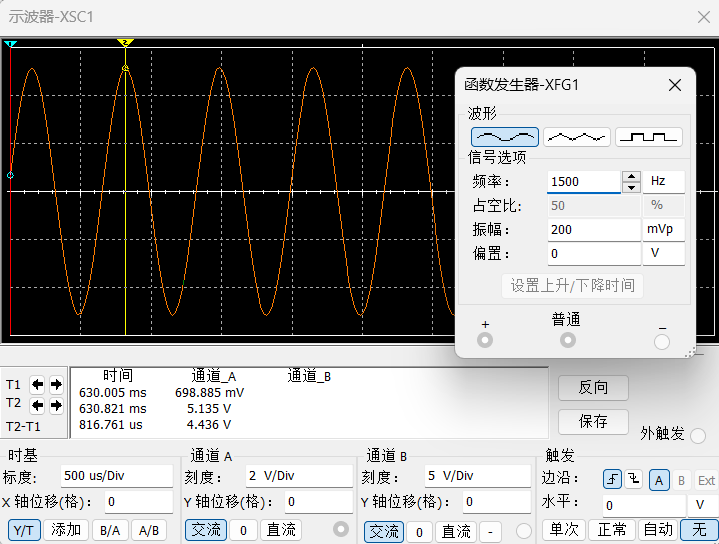 示波器-XSC1
1
2
函数发生器-XFG1
波形
信号选项
频率： 1500 Hz
占空比: 50 %
振幅： 200 mVp
偏置： 0 V
设置上升/下降时间
+ 普通 -
T1
T2
T2-T1
时间 通道_A 通道_B
630.005 ms 698.885 mV
630.821 ms 5.135 V
816.761 us 4.436 V
反向
保存
外触发
时基
标度: 500 us/Div
X 轴位移(格)： 0
Y/T 添加 B/A A/B
通道 A
刻度： 2 V/Div
Y 轴位移(格)： 0
交流 0 直流
通道 B
刻度： 5 V/Div
Y 轴位移(格)： 0
交流 0 直流 -
触发
边沿： A B Ext
水平： 0 V
单次 正常 自动 无